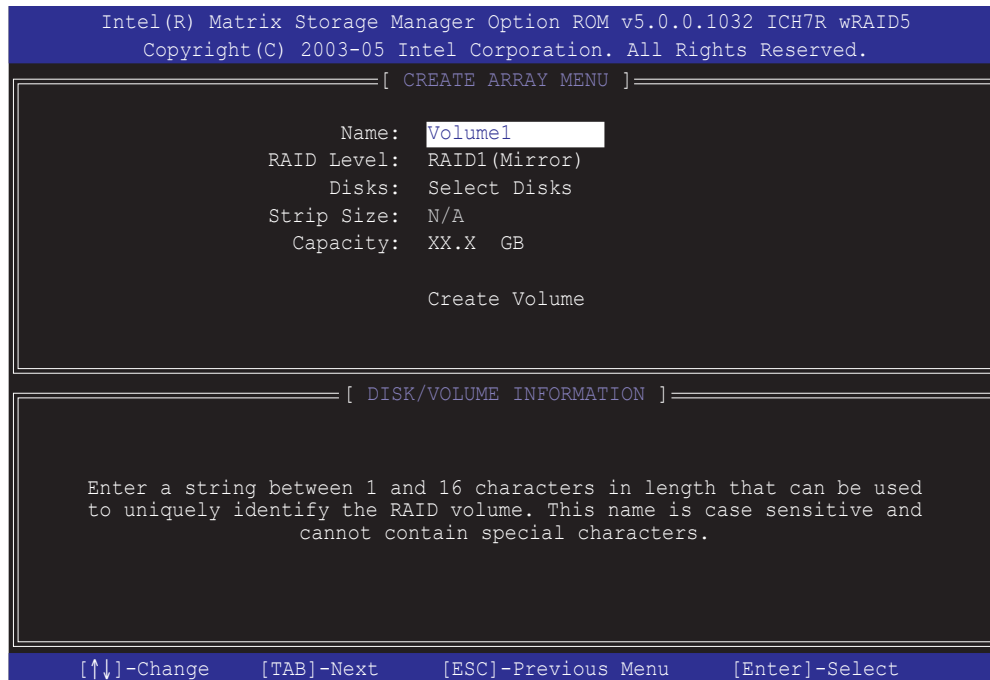 Intel(R) Matrix Storage Manager Option ROM v5.0.0.1032 ICH7R wRAID5
Copyright(C) 2003-05 Intel Corporation. All Rights Reserved.
[ CREATE ARRAY MENU ]
Name: Volume1
RAID Level: RAID1(Mirror)
Disks: Select Disks
Strip Size: N/A
Capacity: XX.X GB
Create Volume
[ DISK/VOLUME INFORMATION ]
Enter a string between 1 and 16 characters in length that can be used
to uniquely identify the RAID volume. This name is case sensitive and
cannot contain special characters.
[↑↓]-Change [TAB]-Next [ESC]-Previous Menu [Enter]-Select